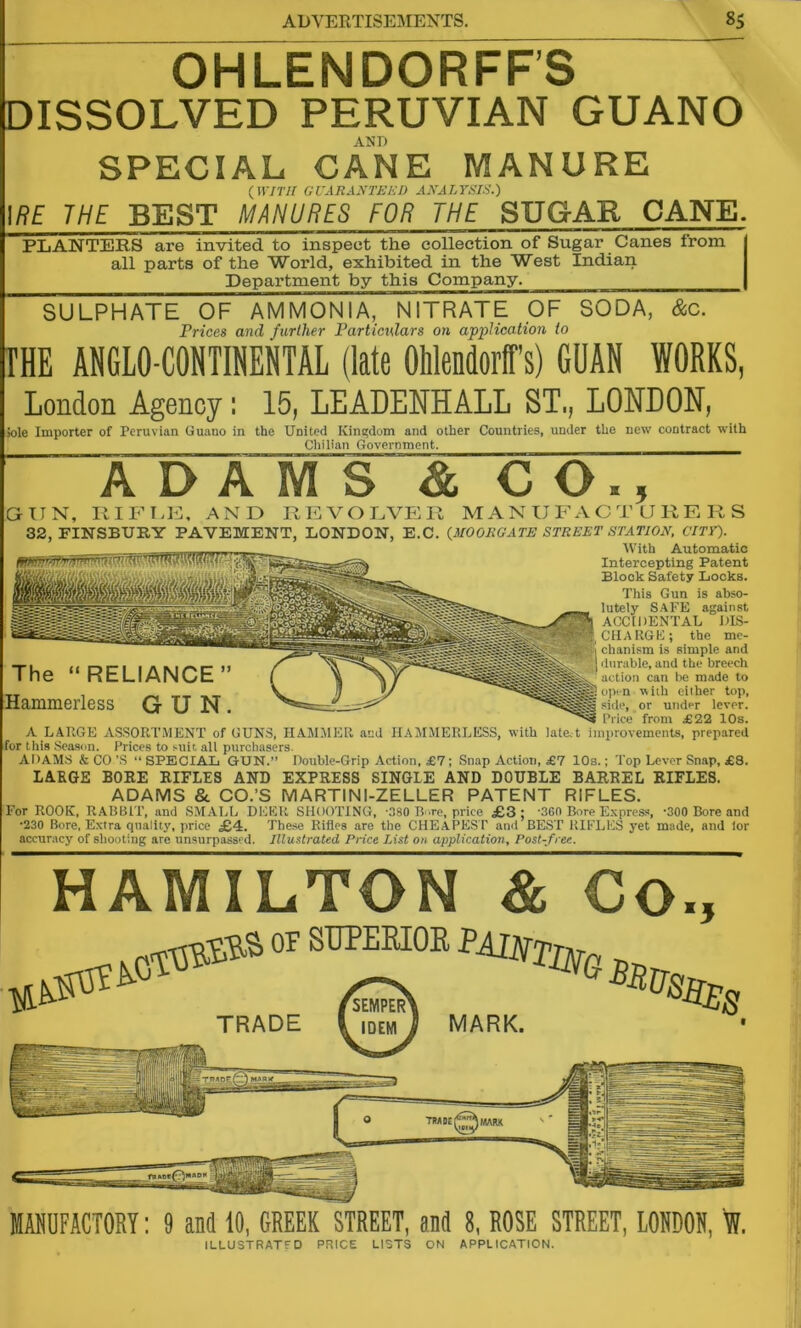 ADVERTISEMENTS. 85
OHLENDORFF'S
DISSOLVED PERUVIAN GUANO
AND
SPECIAL CANE MANURE
(WITH GUARANTEED ANALYSIS.)
ARE THE BEST MANURES FOR THE SUGAR CANE.
PLANTERS are invited to inspect the collection of Sugar Canes from
all parts of the World, exhibited in the West Indian
Department by this Company.
SULPHATE OF AMMONIA, NITRATE OF SODA, &c.
Prices and further Particulars on application to
THE ANGLO-CONTINENTAL (late Ohlendorff's) GUAN WORKS,
London Agency: 15, LEADENHALL ST., LONDON,
Sole Importer of Peruvian Guano in the United Kingdom and other Countries, under the new contract with
Chilian Government.
ADAMS & CO.,
GUN, RIFLE, AND REVOLVER MANUFACTURERS
32, FINSBURY PAVEMENT, LONDON, E.C. (MOORGATE STREET STATION, CITY).
With Automatic
Intercepting Patent
Block Safety Locks.
This Gun is abso-
lutely SAFE against
ACCIDENTAL DIS-
CHARGE; the me-
chanism is simple and
durable, and the breech
action can be made to
open with either top,
side, or under lever.
Price from £22 10s.
The "RELIANCE"
Hammerless GUN.
A LARGE ASSORTMENT of GUNS, HAMMER and HAMMERLESS, with latest improvements, prepared
for this Season. Prices to suit all purchasers.
ADAMS & CO'S "SPECIAL GUN." Double-Grip Action, £7; Snap Action, £7 10s.; Top Lever Snap, £8.
LARGE BORE RIFLES AND EXPRESS SINGLE AND DOUBLE BARREL RIFLES.
ADAMS & CO.'S MARTINI-ZELLER PATENT RIFLES.
For ROOK, RABBIT, and SMALL DEER SHOOTING, ·380 Bore, price £3; ·360 Bore Express, ·300 Bore and
·230 Bore, Extra quality, price £4. These Rifles are the CHEAPEST and BEST RIFLES yet made, and for
accuracy of shooting are unsurpassed. Illustrated Price List on application, Post-free.
HAMILTON & Co.,
MANUFACTURERS OF SUPERIOR PAINTING BRUSHES.
TRADE SEMPER IDEM MARK.
TRADE MARK
TRADE SEMPER IDEM MARK
TRADE MARK
MANUFACTORY: 9 and 10, GREEK STREET, and 8, ROSE STREET, LONDON, W.
ILLUSTRATED PRICE LISTS ON APPLICATION.